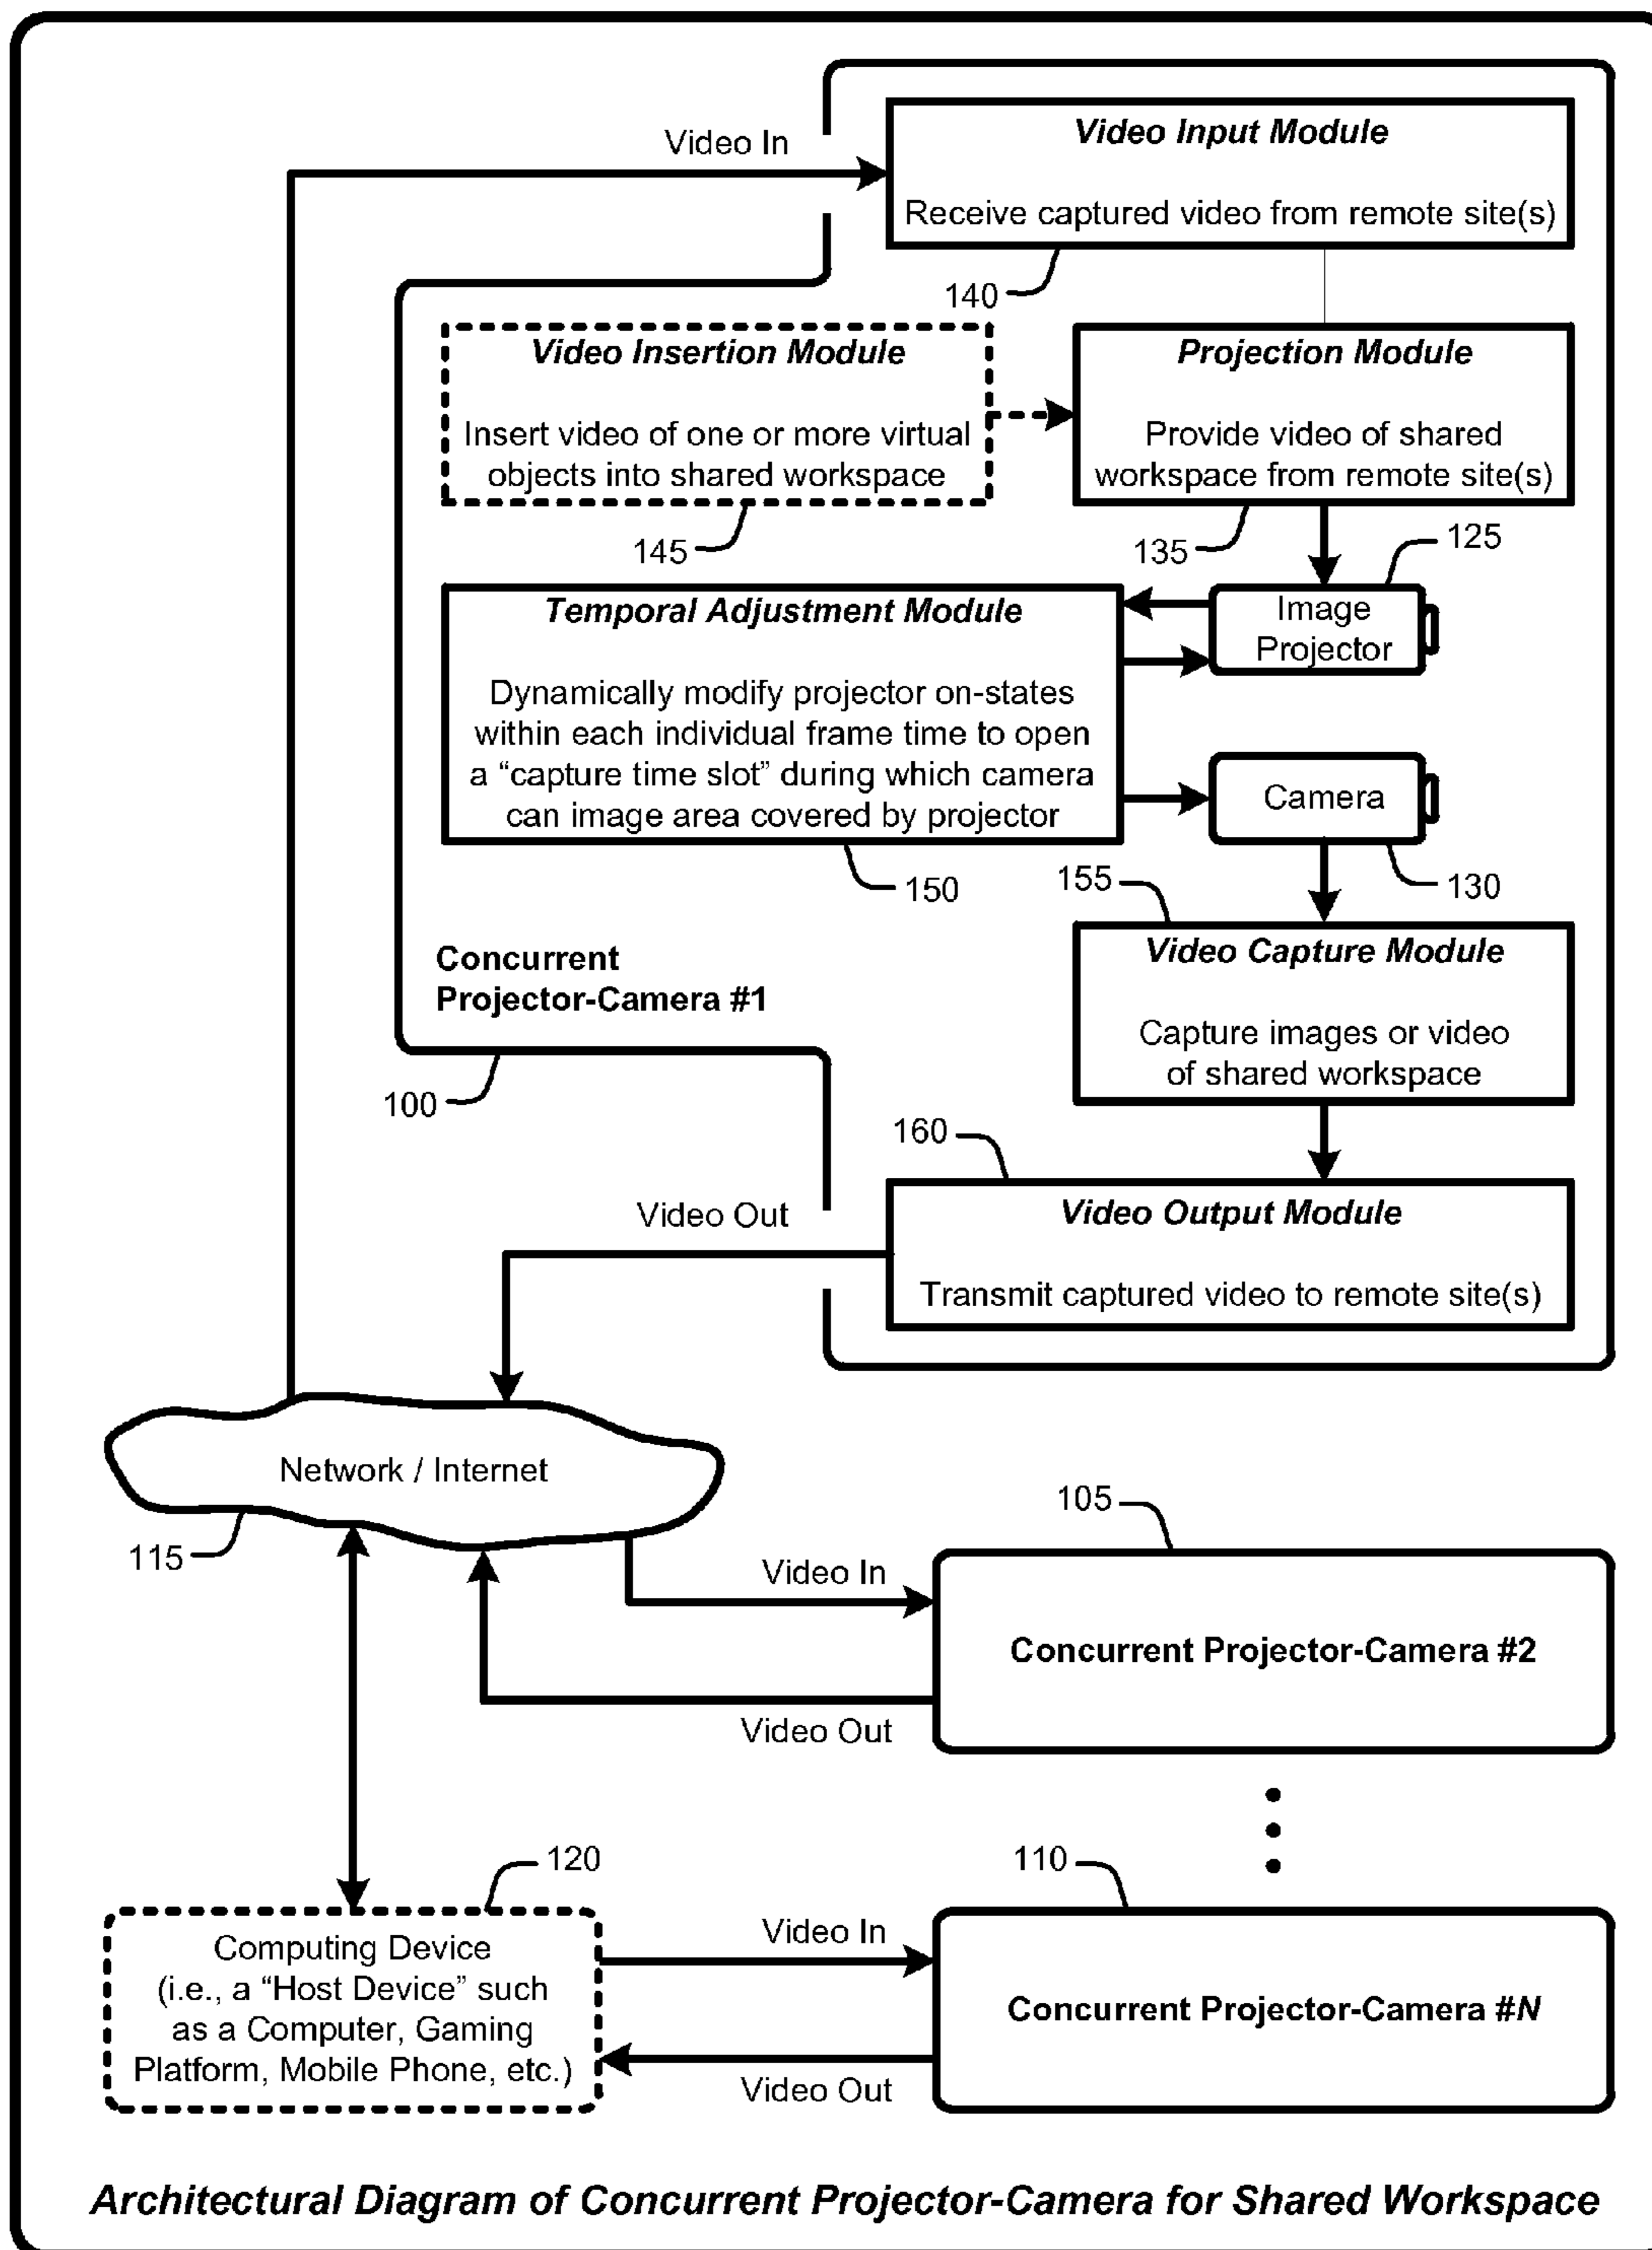 Video In
Video Input Module
Receive captured video from remote site(s)
140
Video Insertion Module
Insert video of one or more virtual
objects into shared workspace
145
Projection Module
Provide video of shared
workspace from remote site(s)
135
125
Image
Projector
Temporal Adjustment Module
Dynamically modify projector on-states
within each individual frame time to open
a “capture time slot” during which camera
can image area covered by projector
150
Camera
130
155
Video Capture Module
Capture images or video
of shared workspace
Concurrent
Projector-Camera #1
100
160
Video Output Module
Transmit captured video to remote site(s)
Video Out
Network / Internet
115
105
Video In
Concurrent Projector-Camera #2
Video Out
120
Computing Device
(i.e., a “Host Device” such
as a Computer, Gaming
Platform, Mobile Phone, etc.)
110
Video In
Concurrent Projector-Camera #N
Video Out
Architectural Diagram of Concurrent Projector-Camera for Shared Workspace